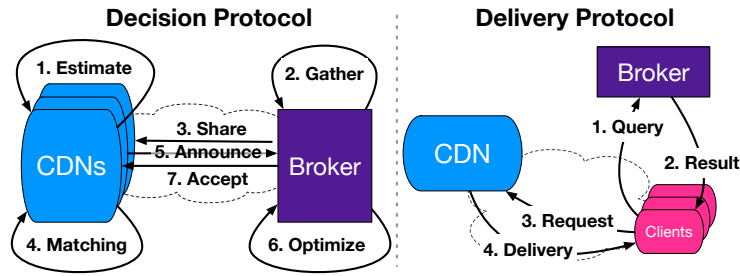 Decision Protocol
1. Estimate
2. Gather
3. Share
5. Announce
7. Accept
CDNs
Broker
4. Matching
6. Optimize
Delivery Protocol
Broker
1. Query
CDN
2. Result
3. Request
Clients
4. Delivery